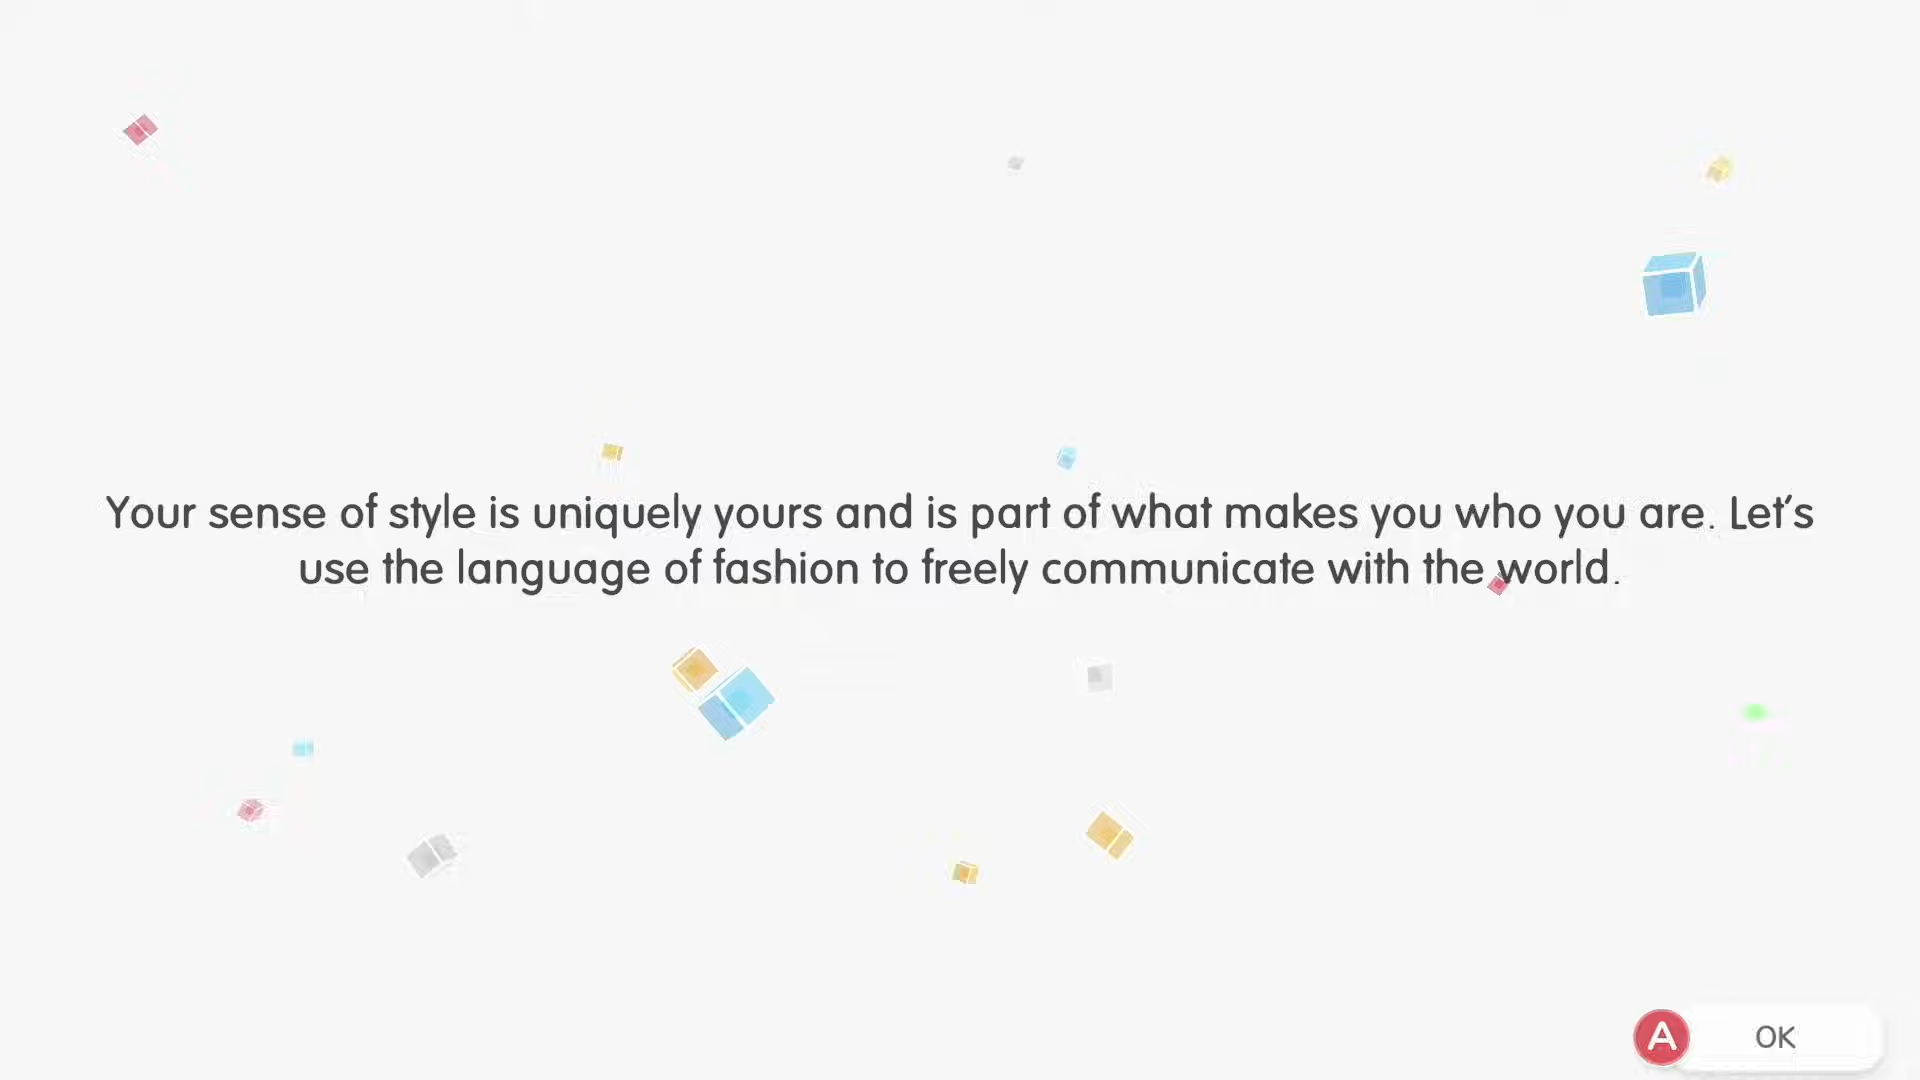 Your sense of style is uniquely yours and is part of what makes you who you are. Let's
use the language of fashion to freely communicate with the world.
A OK